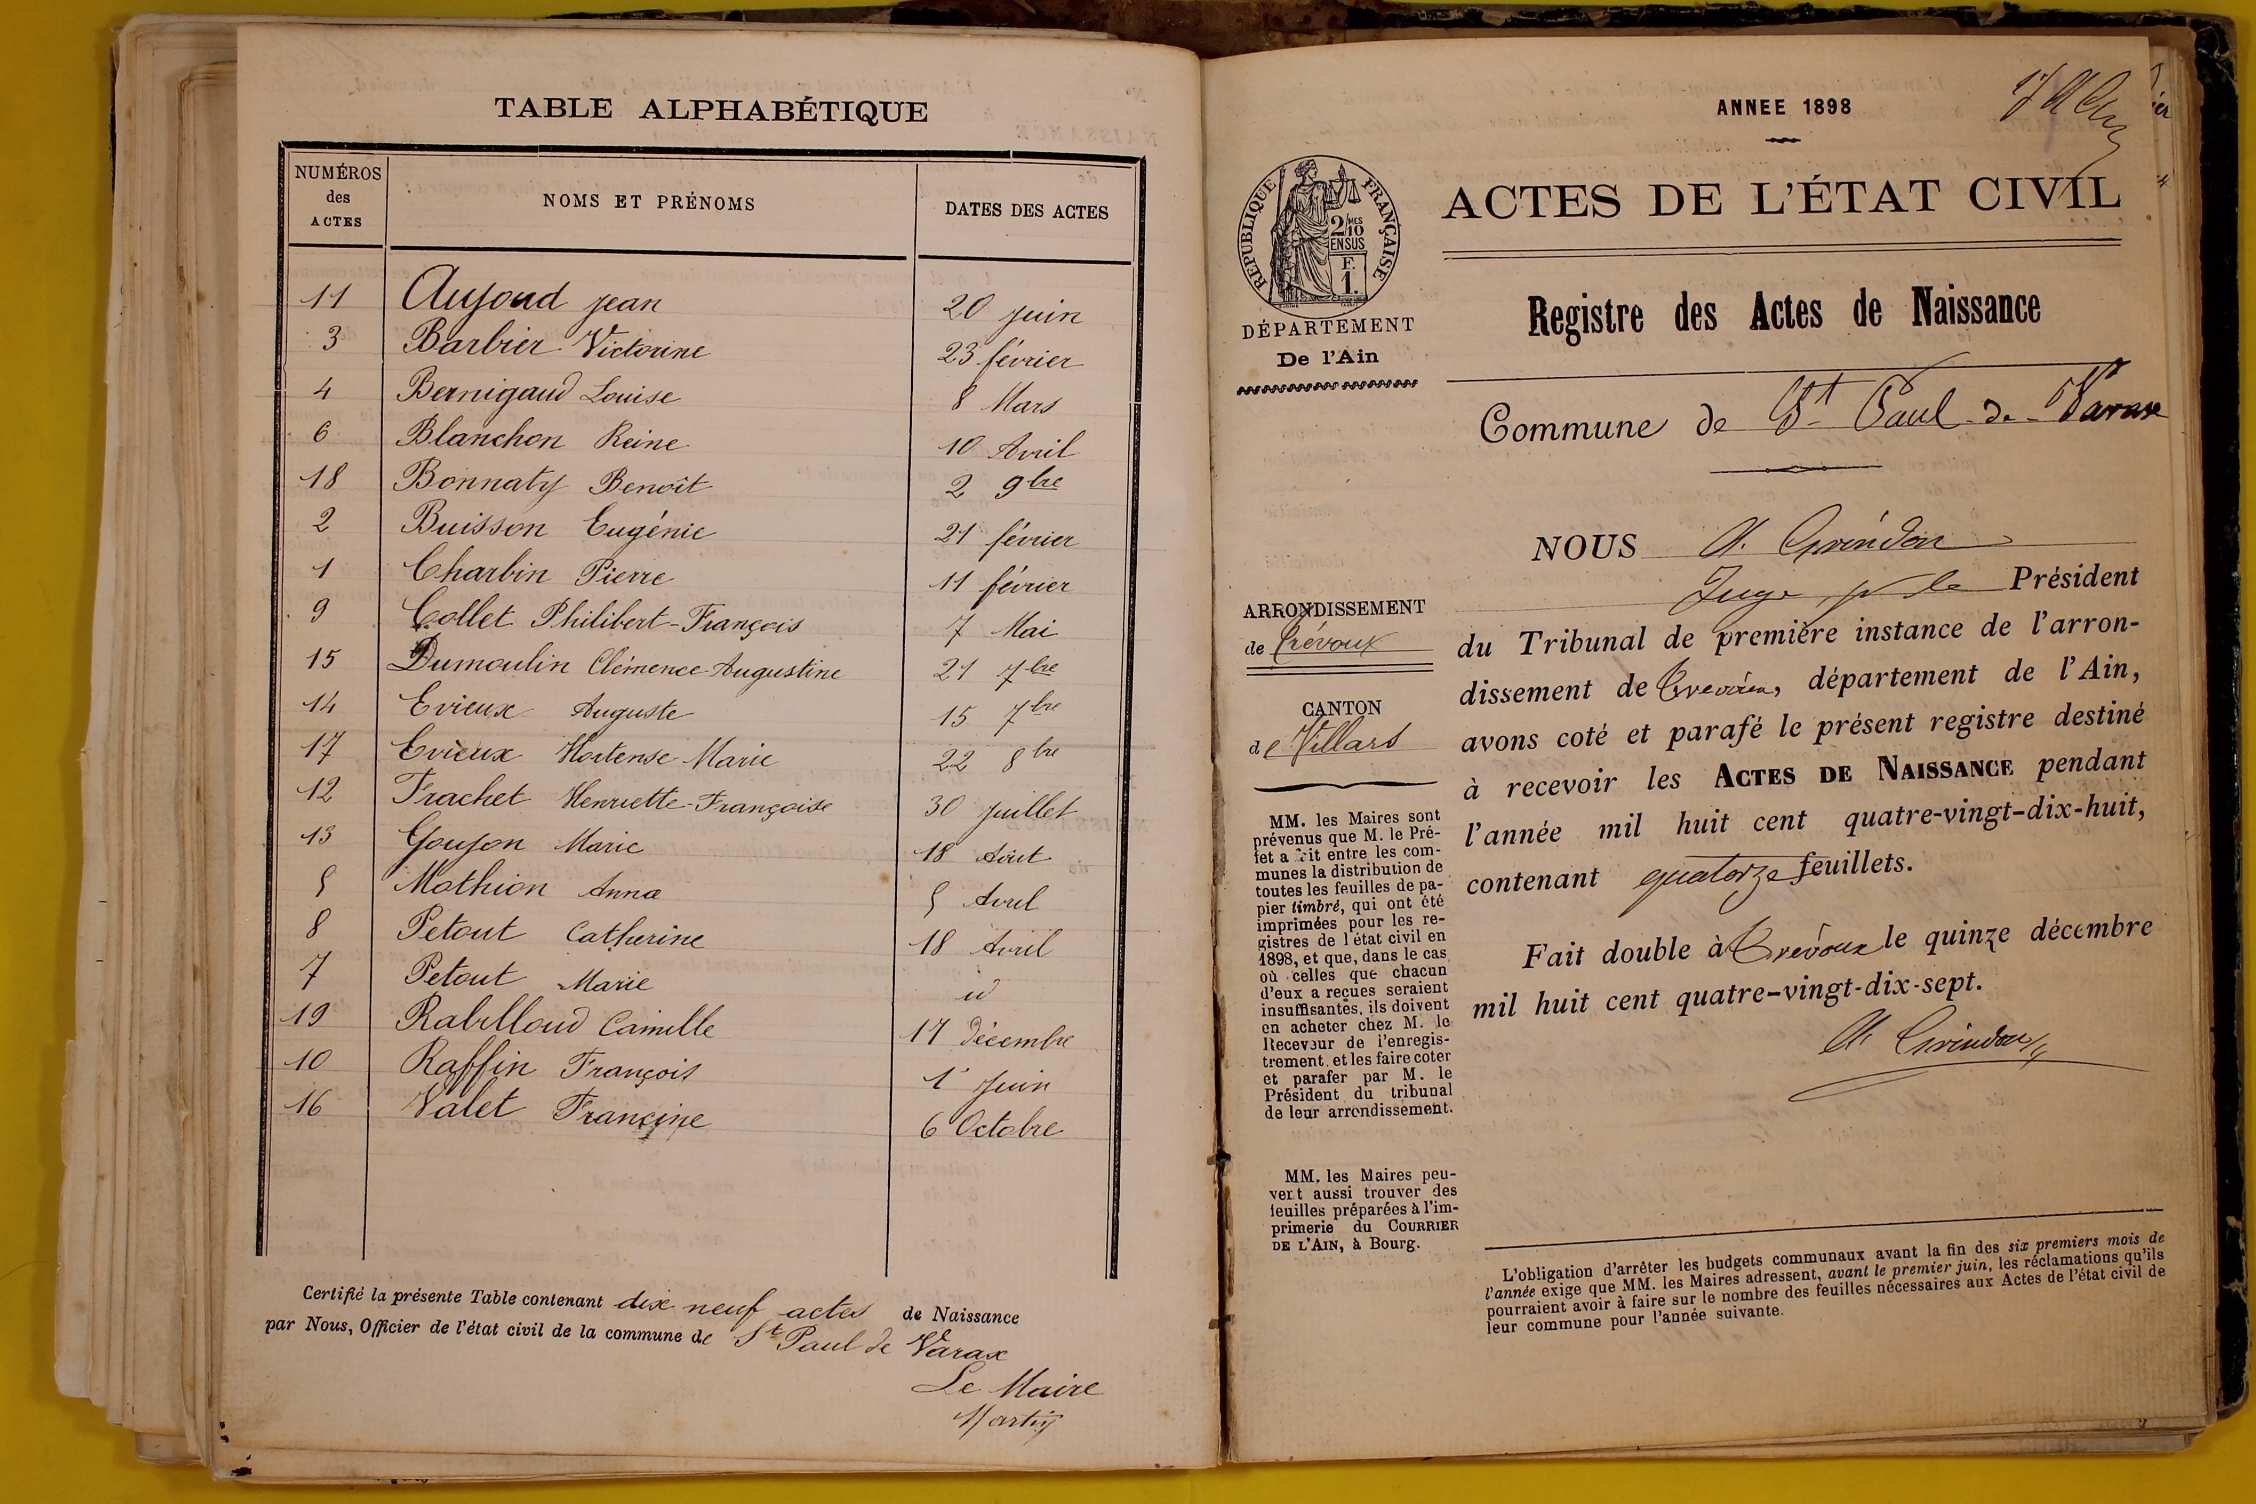 TABLE ALPHABÉTIQUE
NUMÉROS des ACTES NOMS ET PRÉNOMS DATES DES ACTES
11 Aujoud Jean 20 juin
3 Barbier Victorine 23 février
4 Bernigaud Louise 8 Mars
6 Blanchon Reine 10 Avril
18 Bonnaty Benoît 2 9bre
2 Buisson Eugénie 21 février
1 Charbin Pierre 11 février
9 Collet Philibert-François 7 Mai
15 Dumoulin Clémence-Augustine 21 7bre
14 Evieux Auguste 15 7bre
17 Evieux Hortense-Marie 22 8bre
12 Frachet Henriette-Françoise 30 juillet
13 Goujon Marie 18 Août
5 Mathion Anna 5 Avril
8 Petout Catherine 18 Avril
7 Petout Marie id
19 Rabilloud Camille 17 Décembre
10 Raffin François 1 Juin
16 Valet Francine 6 Octobre
Certifié la présente Table contenant dix neuf actes de Naissance
par Nous, Officier de l'état civil de la commune de St Paul de Varax
Le Maire
Martin
ANNEE 1898
RÉPUBLIQUE FRANÇAISE
2/10 MES
EN SUS
F.
1.
DÉPARTEMENT
De l'Ain
ACTES DE L'ÉTAT CIVIL
Registre des Actes de Naissance
Commune de St Paul-de-Varax
NOUS A. Grindon
Juge, p. le Président
du Tribunal de première instance de l'arron-
dissement de Trévoux, département de l'Ain,
avons coté et parafé le présent registre destiné
à recevoir les ACTES DE NAISSANCE pendant
l'année mil huit cent quatre-vingt-dix-huit,
contenant quatorze feuillets.
Fait double à Trévoux le quinze décembre
mil huit cent quatre-vingt-dix-sept.
A. Grindon
ARRONDISSEMENT
de Trévoux
CANTON
de Villars
MM. les Maires sont
prévenus que M. le Pré-
fet a fait entre les com-
munes la distribution de
toutes les feuilles de pa-
pier timbré, qui ont été
imprimées pour les re-
gistres de l'état civil en
1898, et que, dans le cas
où celles que chacun
d'eux a reçues seraient
insuffisantes, ils doivent
en acheter chez M. le
Receveur de l'enregis-
trement, et les faire coter
et parafer par M. le
Président du tribunal
de leur arrondissement.
MM. les Maires peu-
vent aussi trouver des
feuilles préparées à l'im-
primerie du COURRIER
DE L'AIN, à Bourg.
L'obligation d'arrêter les budgets communaux avant la fin des six premiers mois de
l'année exige que MM. les Maires adressent, avant le premier juin, les réclamations qu'ils
pourraient avoir à faire sur le nombre des feuilles nécessaires aux Actes de l'état civil de
leur commune pour l'année suivante.